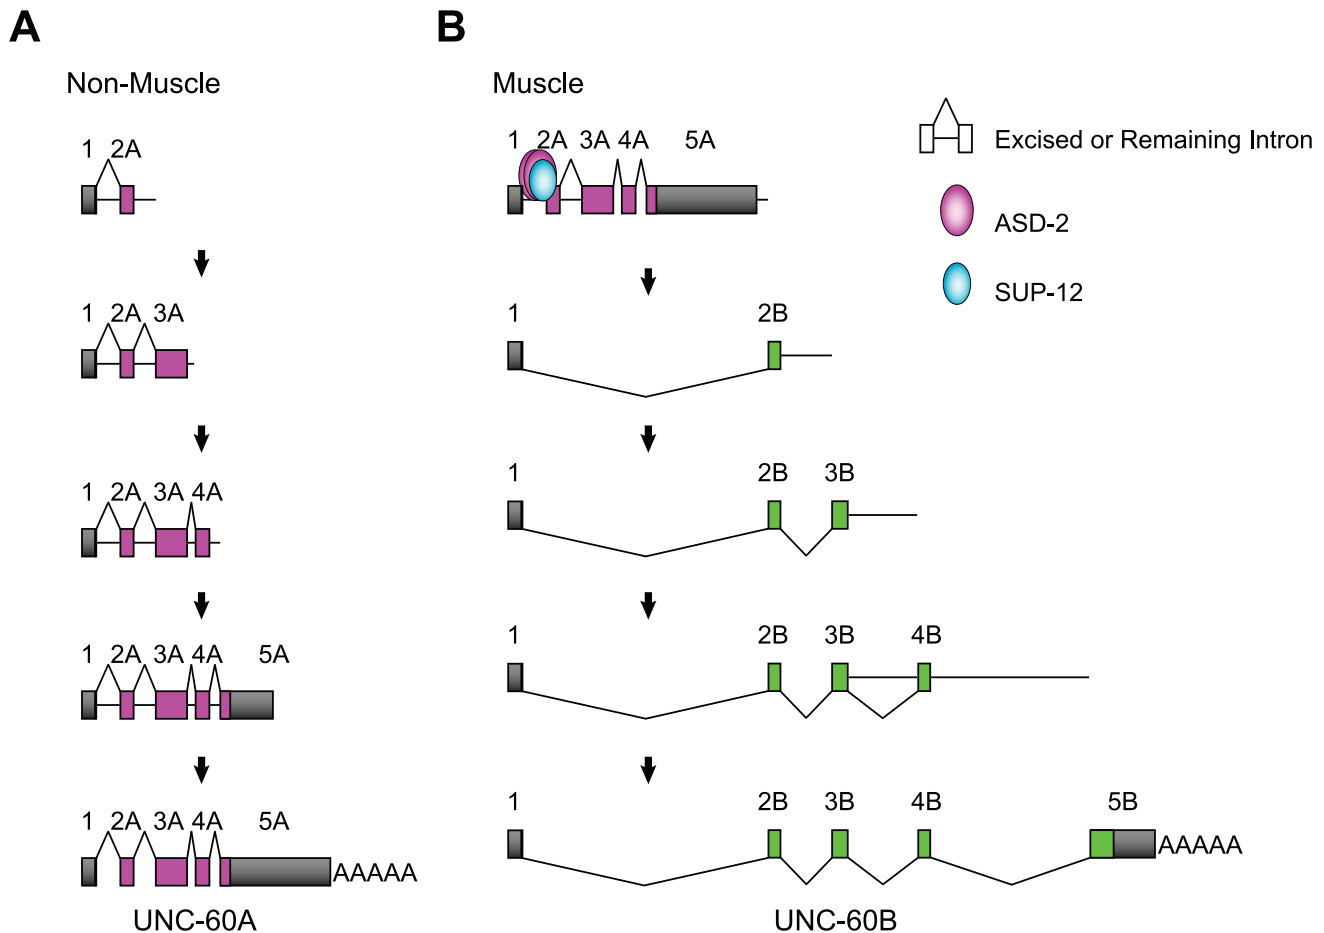 A
Non-Muscle
1 2A
1 2A 3A
1 2A 3A 4A
1 2A 3A 4A 5A
1 2A 3A 4A 5A
AAAAA
UNC-60A
B
Muscle
1 2A 3A 4A 5A
1 2B
1 2B 3B
1 2B 3B 4B
1 2B 3B 4B 5B
AAAAA
UNC-60B
Excised or Remaining Intron
ASD-2
SUP-12